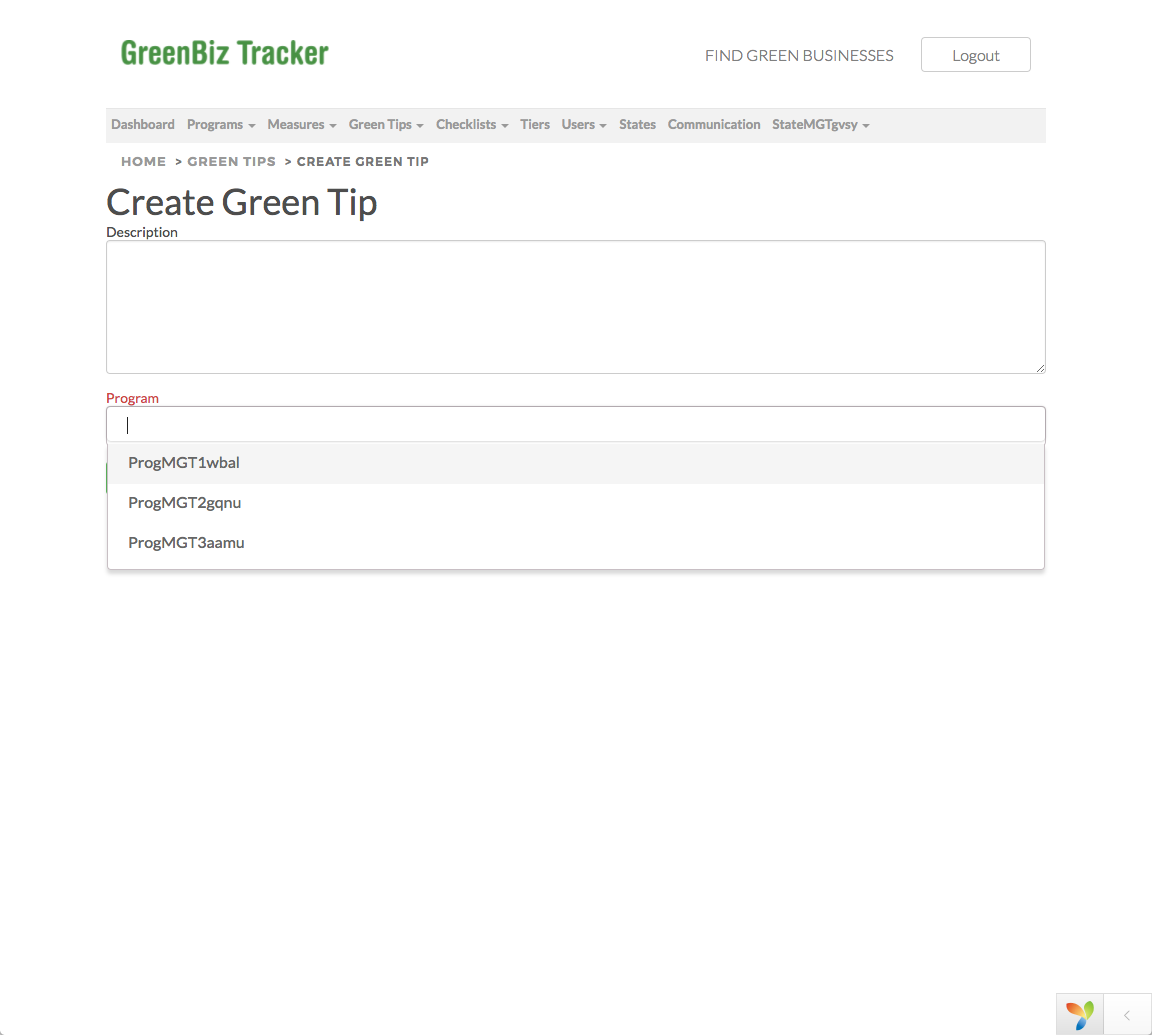 GreenBiz Tracker
FIND GREEN BUSINESSES Logout
Dashboard Programs Measures Green Tips Checklists Tiers Users States Communication StateMGTgvsy
HOME > GREEN TIPS > CREATE GREEN TIP
Create Green Tip
Description
Program
ProgMGT1wbal
ProgMGT2gqnu
ProgMGT3aamu